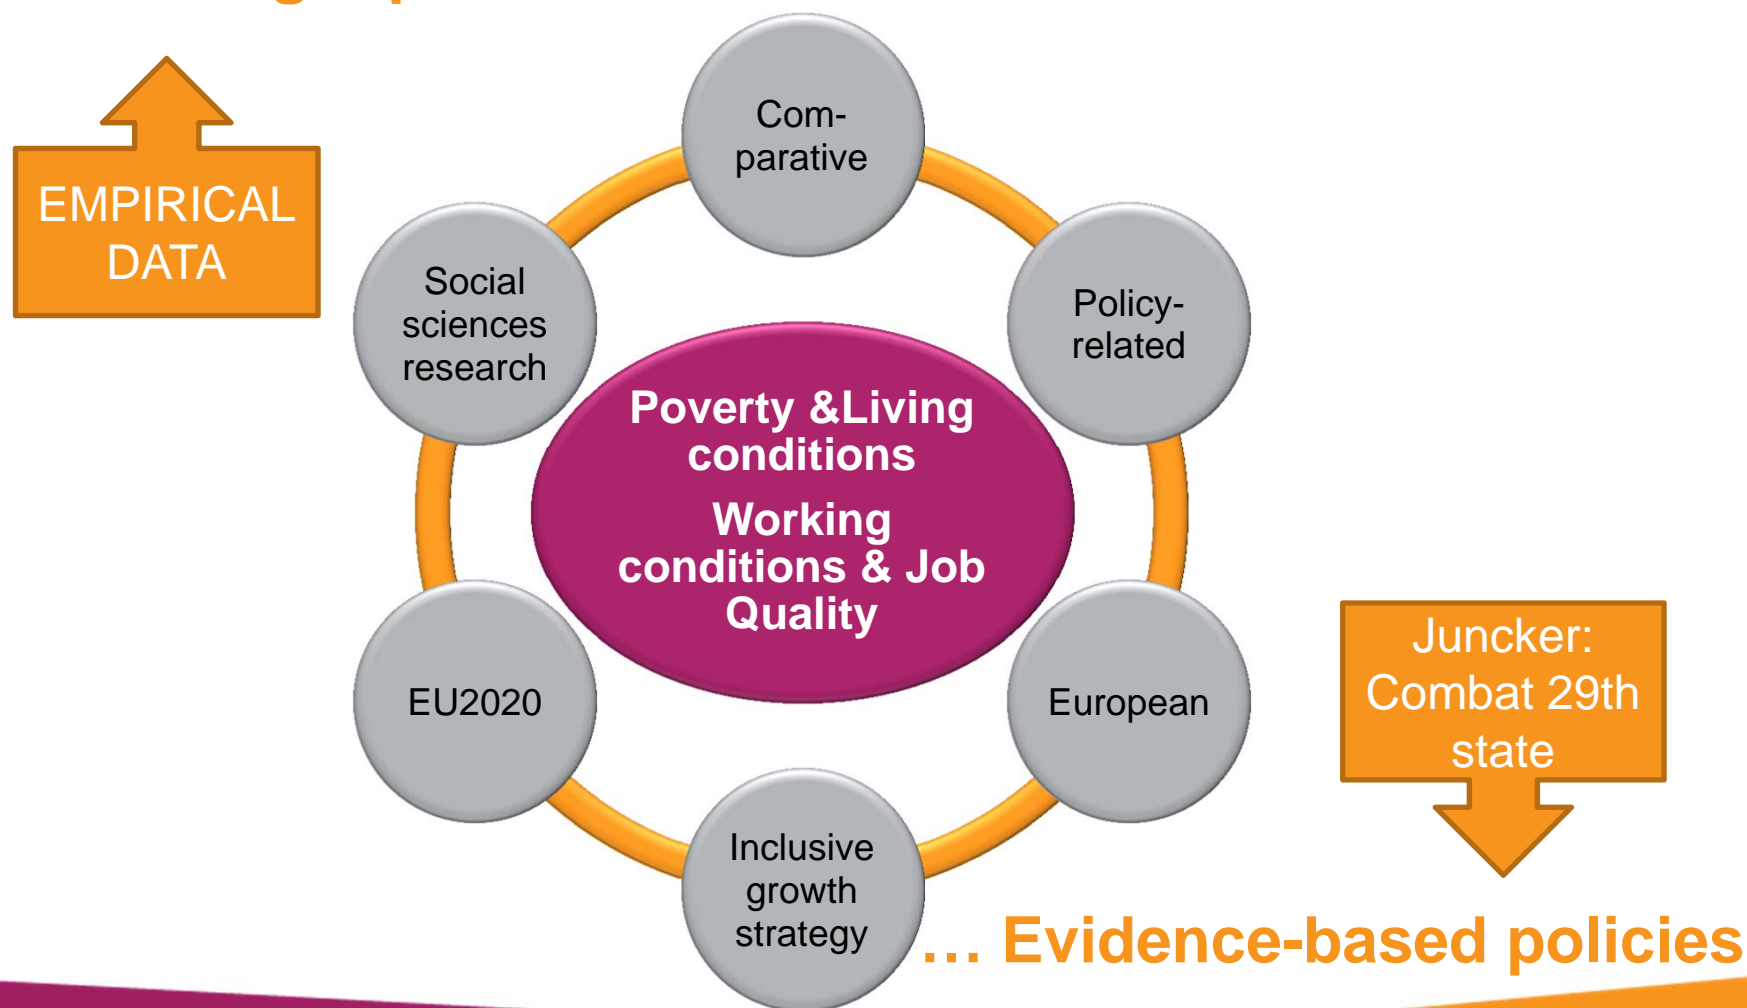 EMPIRICAL
DATA
Com-
parative
Social
sciences
research
Policy-
related
Poverty &Living
conditions
Working
conditions & Job
Quality
EU2020
European
Inclusive
growth
strategy
Juncker:
Combat 29th
state
... Evidence-based policies